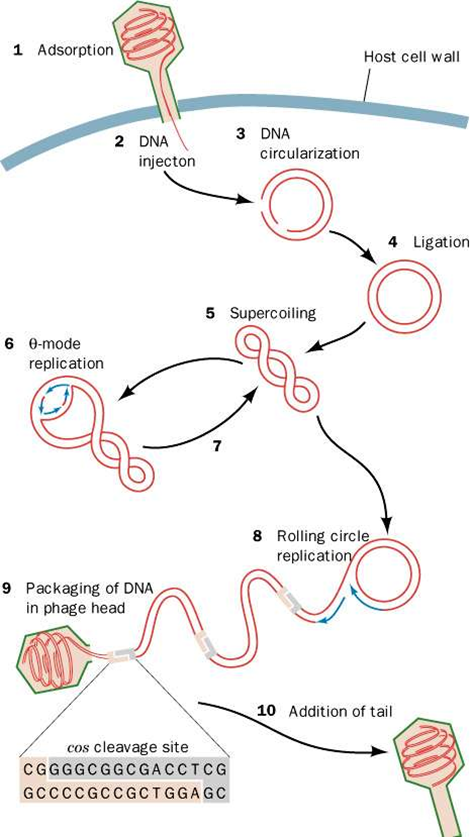 1 Adsorption
Host cell wall
2 DNA
injecton
3 DNA
circularization
4 Ligation
5 Supercoiling
6 θ-mode
replication
7
8 Rolling circle
replication
9 Packaging of DNA
in phage head
10 Addition of tail
cos cleavage site
CGGGGCGGCGACCTCG
GCCCCGCCGCTGGAGC